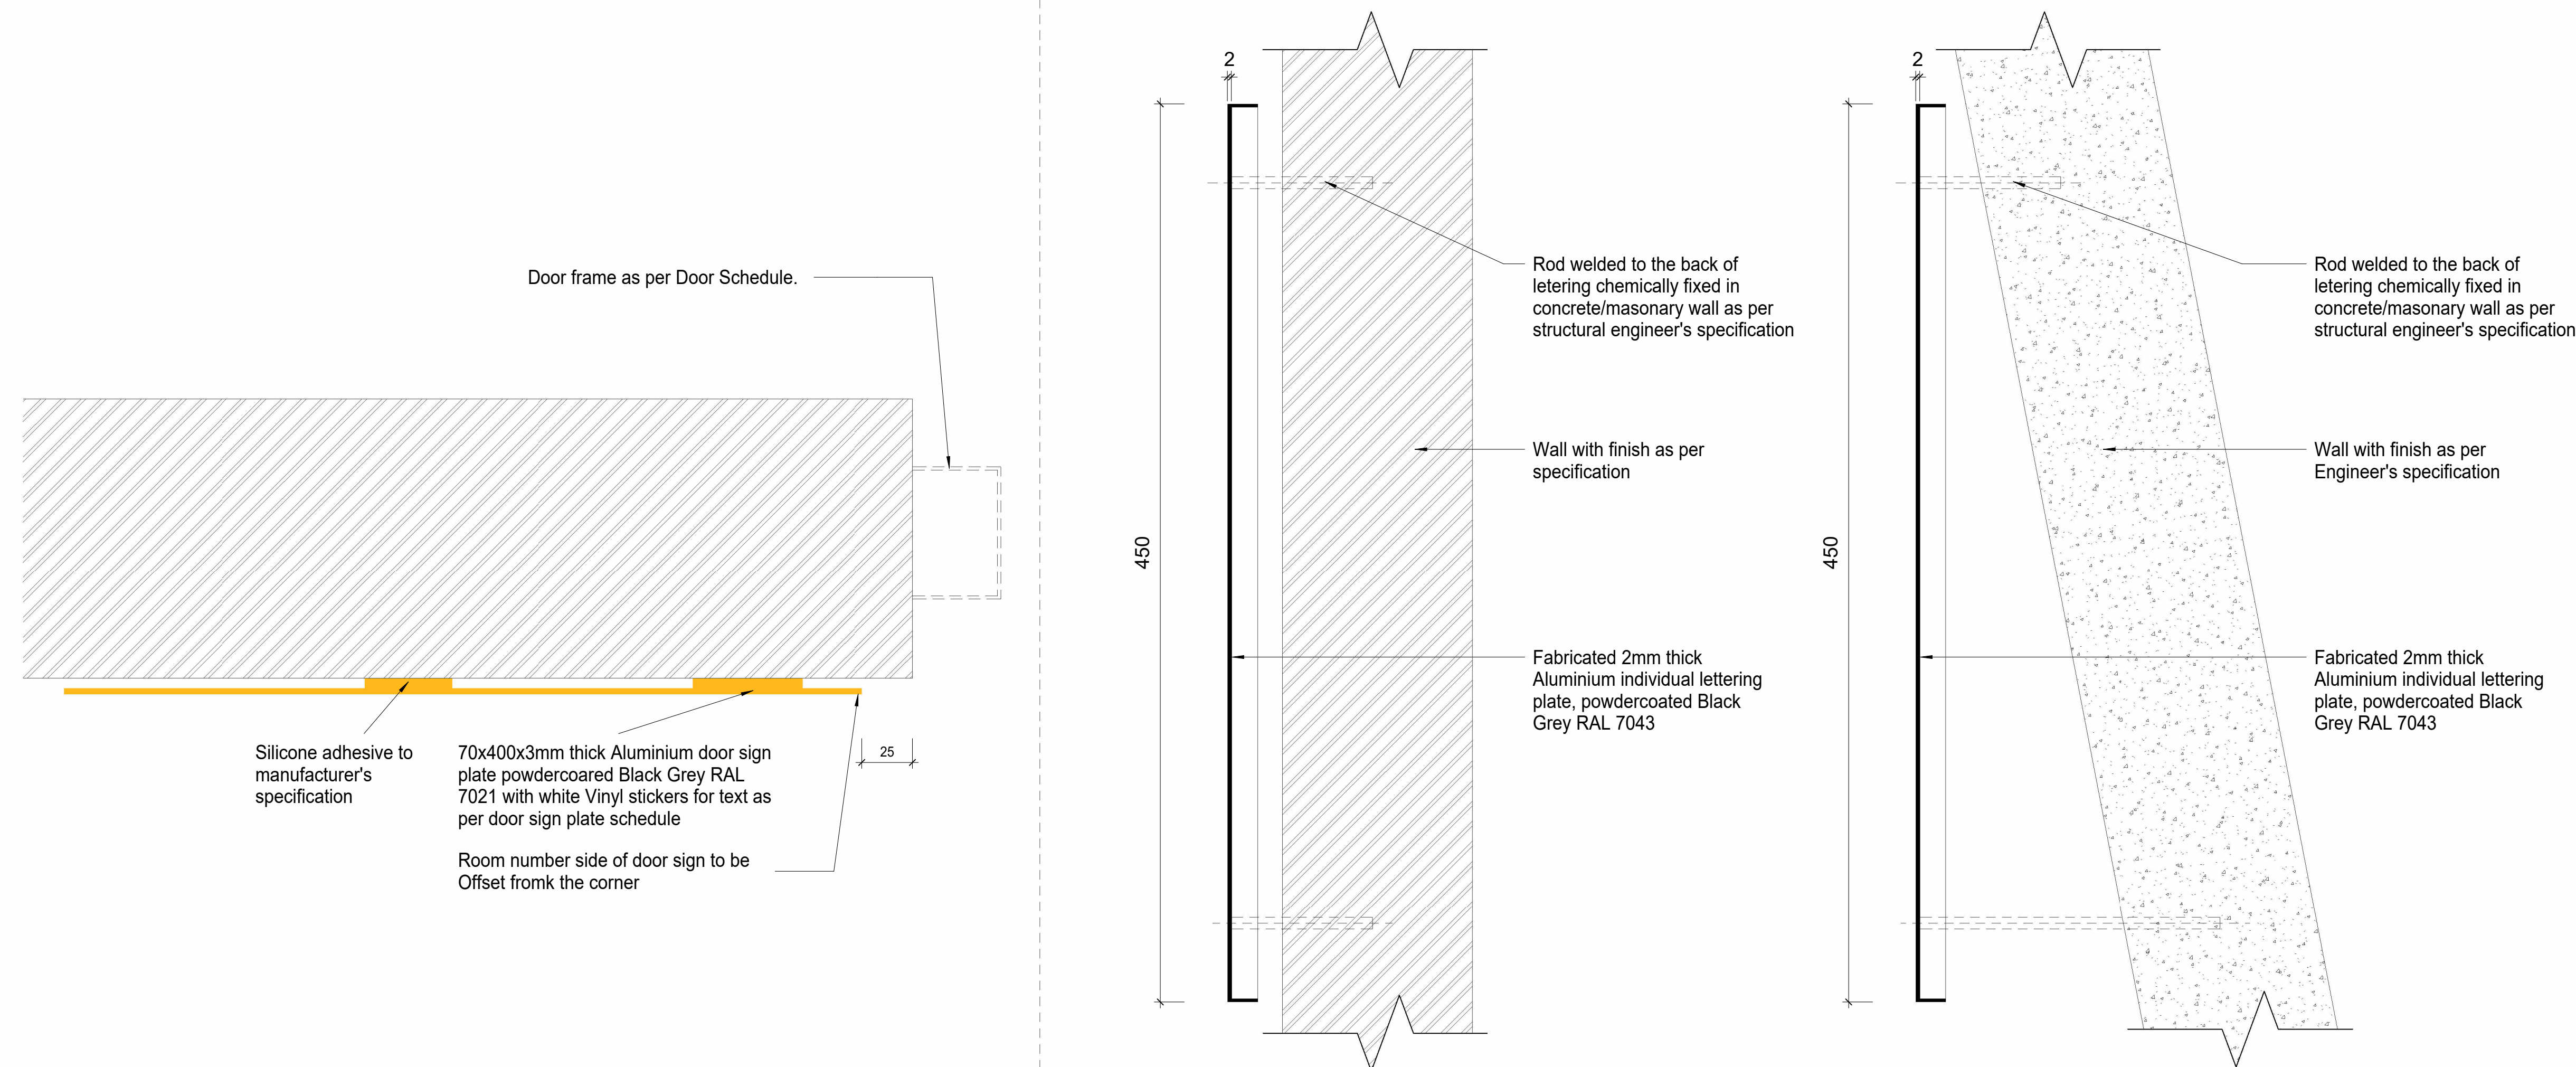 Door frame as per Door Schedule.
Silicone adhesive to
manufacturer's
specification
70x400x3mm thick Aluminium door sign
plate powdercoared Black Grey RAL
7021 with white Vinyl stickers for text as
per door sign plate schedule
Room number side of door sign to be
Offset fromk the corner
25
2
450
Rod welded to the back of
letering chemically fixed in
concrete/masonary wall as per
structural engineer's specification
Wall with finish as per
specification
Fabricated 2mm thick
Aluminium individual lettering
plate, powdercoated Black
Grey RAL 7043
2
450
Rod welded to the back of
letering chemically fixed in
concrete/masonary wall as per
structural engineer's specification
Wall with finish as per
Engineer's specification
Fabricated 2mm thick
Aluminium individual lettering
plate, powdercoated Black
Grey RAL 7043